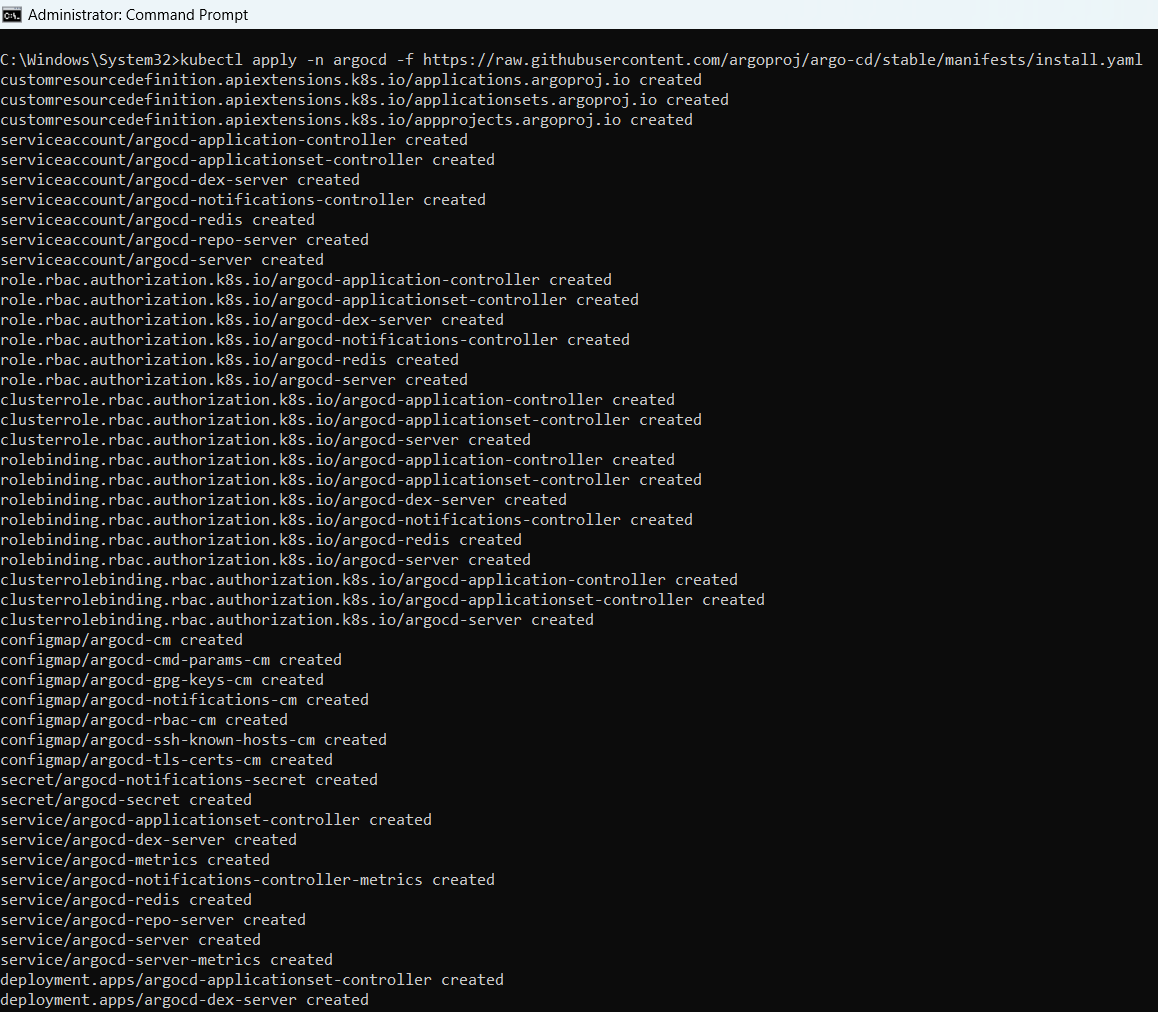 Administrator: Command Prompt
C:\Windows\System32>kubectl apply -n argocd -f https://raw.githubusercontent.com/argoproj/argo-cd/stable/manifests/install.yaml
customresourcedefinition.apiextensions.k8s.io/applications.argoproj.io created
customresourcedefinition.apiextensions.k8s.io/applicationsets.argoproj.io created
customresourcedefinition.apiextensions.k8s.io/appprojects.argoproj.io created
serviceaccount/argocd-application-controller created
serviceaccount/argocd-applicationset-controller created
serviceaccount/argocd-dex-server created
serviceaccount/argocd-notifications-controller created
serviceaccount/argocd-redis created
serviceaccount/argocd-repo-server created
serviceaccount/argocd-server created
role.rbac.authorization.k8s.io/argocd-application-controller created
role.rbac.authorization.k8s.io/argocd-applicationset-controller created
role.rbac.authorization.k8s.io/argocd-dex-server created
role.rbac.authorization.k8s.io/argocd-notifications-controller created
role.rbac.authorization.k8s.io/argocd-redis created
role.rbac.authorization.k8s.io/argocd-server created
clusterrole.rbac.authorization.k8s.io/argocd-application-controller created
clusterrole.rbac.authorization.k8s.io/argocd-applicationset-controller created
clusterrole.rbac.authorization.k8s.io/argocd-server created
rolebinding.rbac.authorization.k8s.io/argocd-application-controller created
rolebinding.rbac.authorization.k8s.io/argocd-applicationset-controller created
rolebinding.rbac.authorization.k8s.io/argocd-dex-server created
rolebinding.rbac.authorization.k8s.io/argocd-notifications-controller created
rolebinding.rbac.authorization.k8s.io/argocd-redis created
rolebinding.rbac.authorization.k8s.io/argocd-server created
clusterrolebinding.rbac.authorization.k8s.io/argocd-application-controller created
clusterrolebinding.rbac.authorization.k8s.io/argocd-applicationset-controller created
clusterrolebinding.rbac.authorization.k8s.io/argocd-server created
configmap/argocd-cm created
configmap/argocd-cmd-params-cm created
configmap/argocd-gpg-keys-cm created
configmap/argocd-notifications-cm created
configmap/argocd-rbac-cm created
configmap/argocd-ssh-known-hosts-cm created
configmap/argocd-tls-certs-cm created
secret/argocd-notifications-secret created
secret/argocd-secret created
service/argocd-applicationset-controller created
service/argocd-dex-server created
service/argocd-metrics created
service/argocd-notifications-controller-metrics created
service/argocd-redis created
service/argocd-repo-server created
service/argocd-server created
service/argocd-server-metrics created
deployment.apps/argocd-applicationset-controller created
deployment.apps/argocd-dex-server created